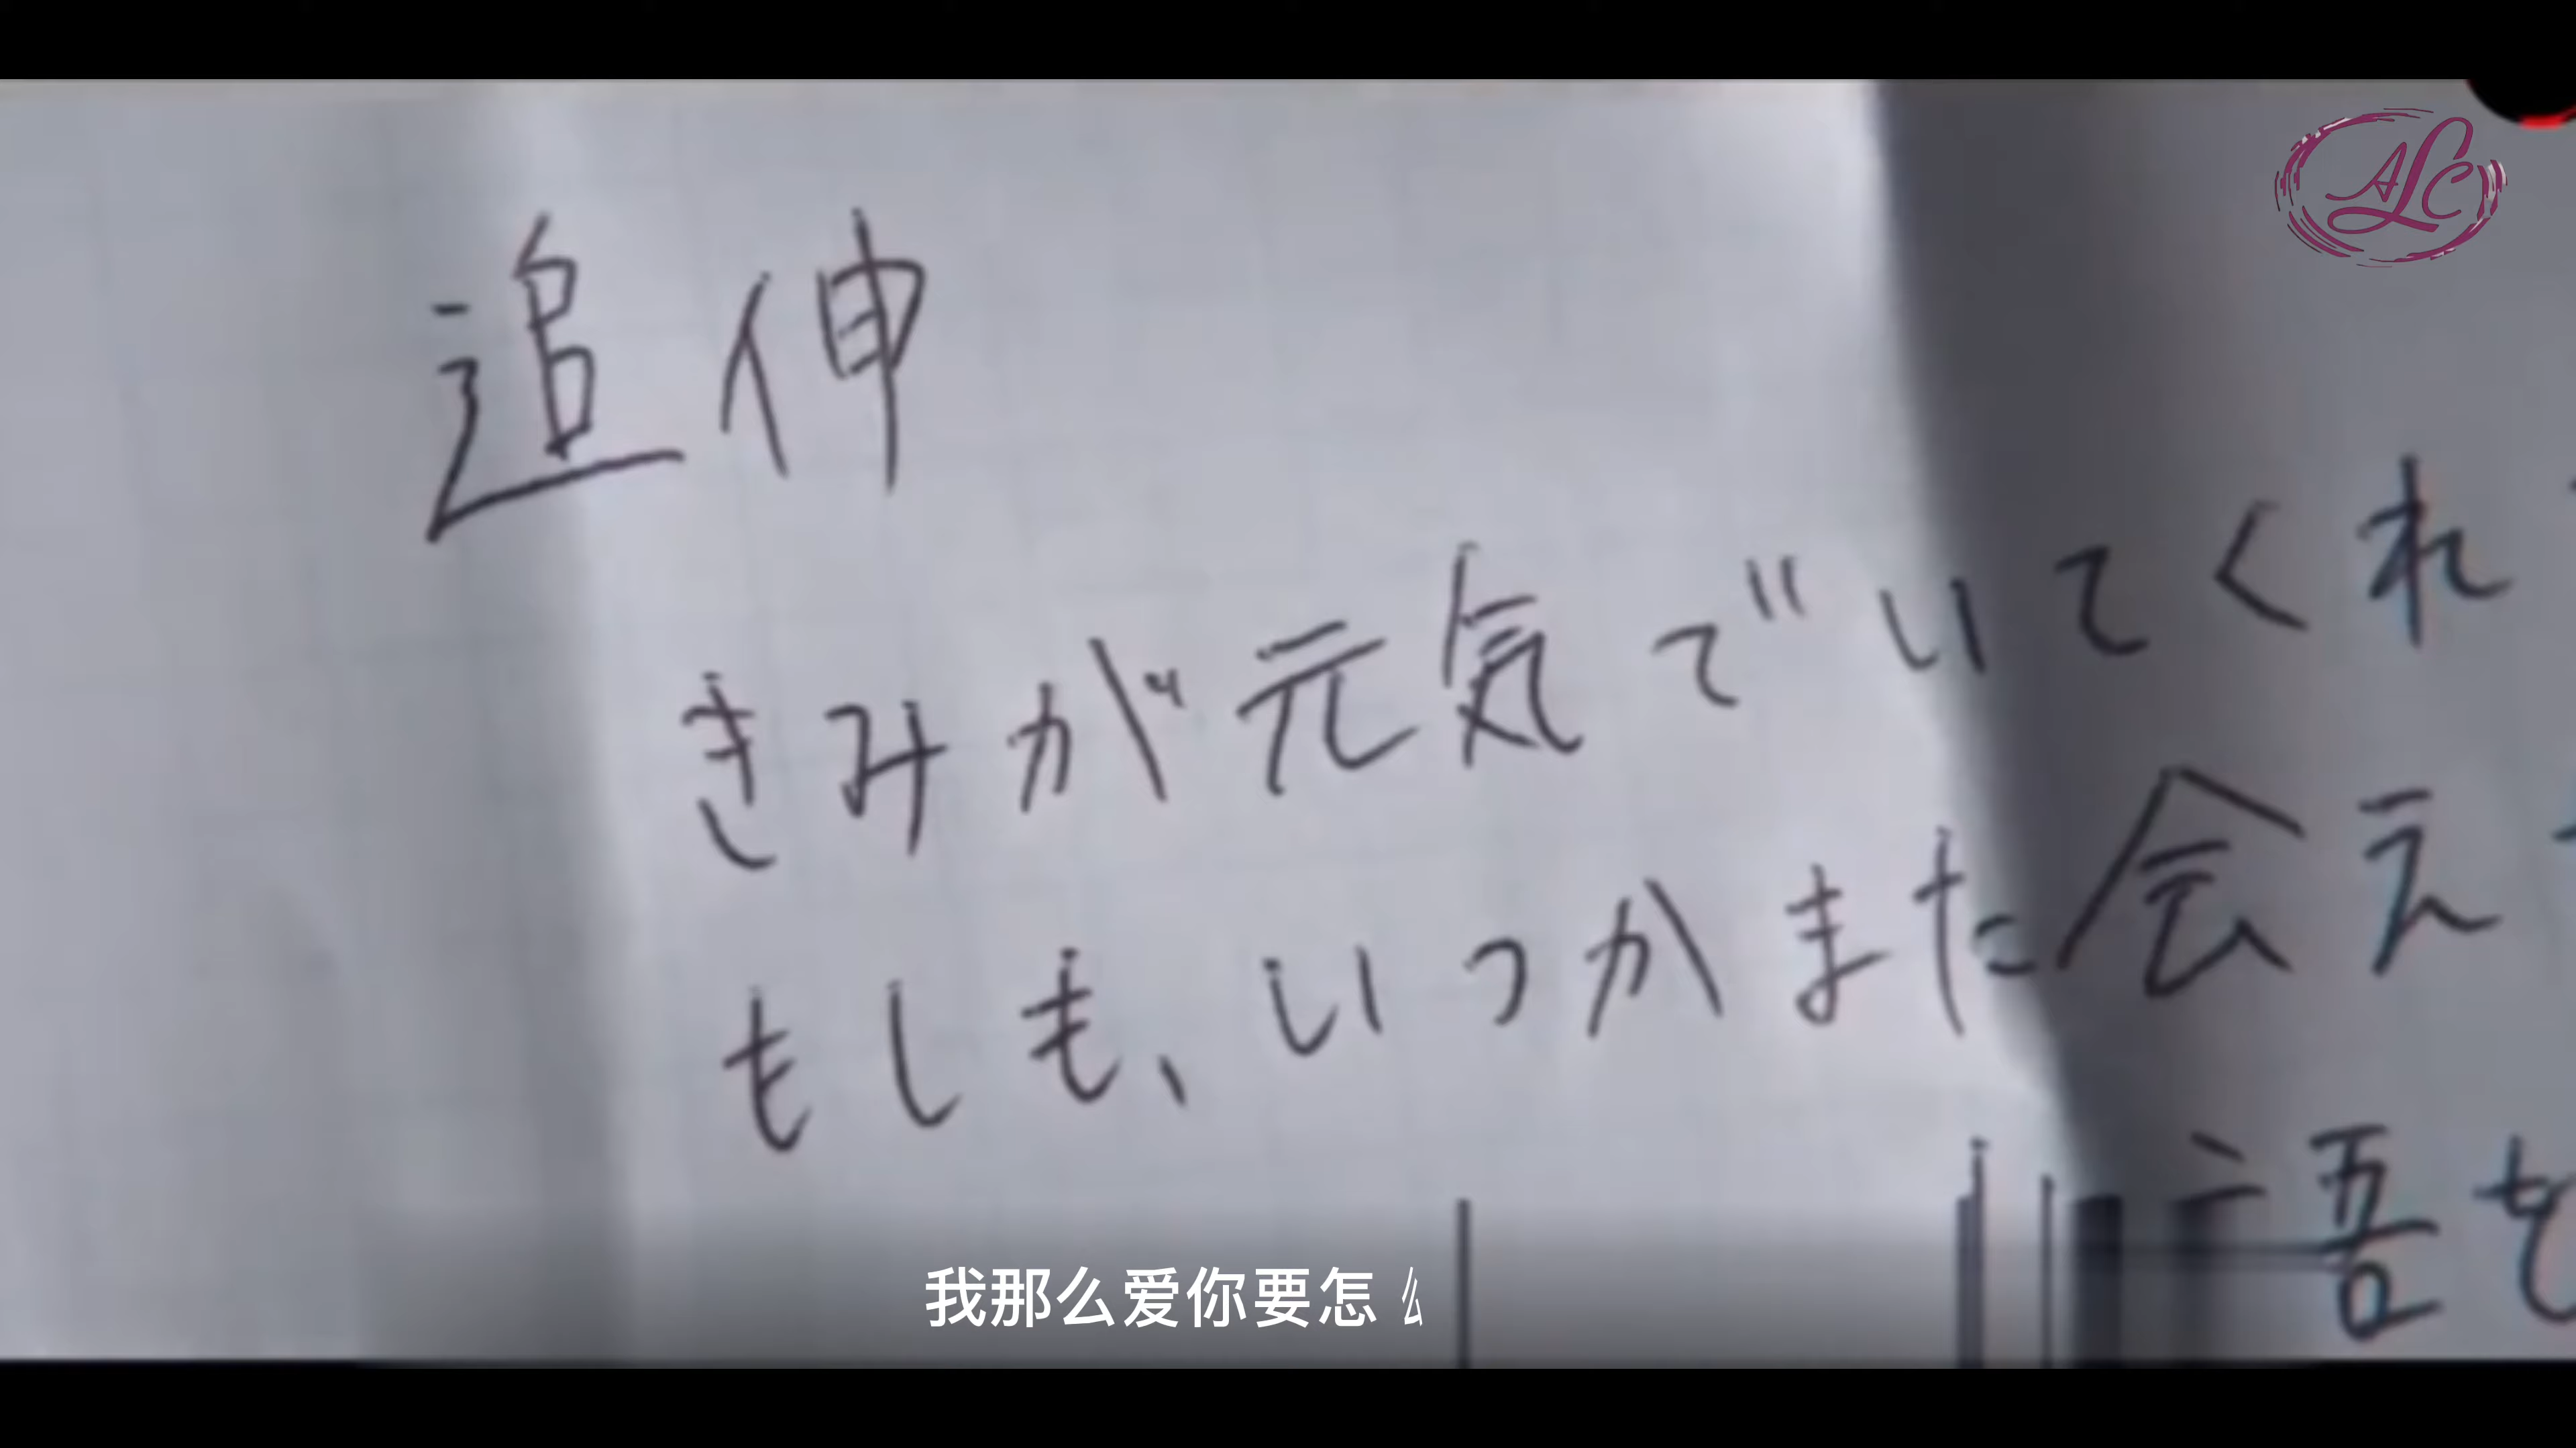 ALC
追伸
きみが元気でいてくれ
もしも、いつかまた会え
語を
我那么爱你要怎么